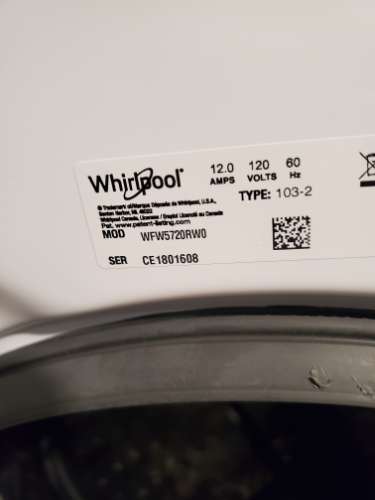 Whirlpool®
12.0 120 60
AMPS VOLTS Hz
TYPE: 103-2
® Trademark of/Marque Déposée de Whirlpool, U.S.A.,
Benton Harbor, MI. 49022
Whirlpool Canada, Licensee / Emploi Licencié au Canada
Pat. www.patent-listing.com
MOD WFW5720RW0
SER CE1801608